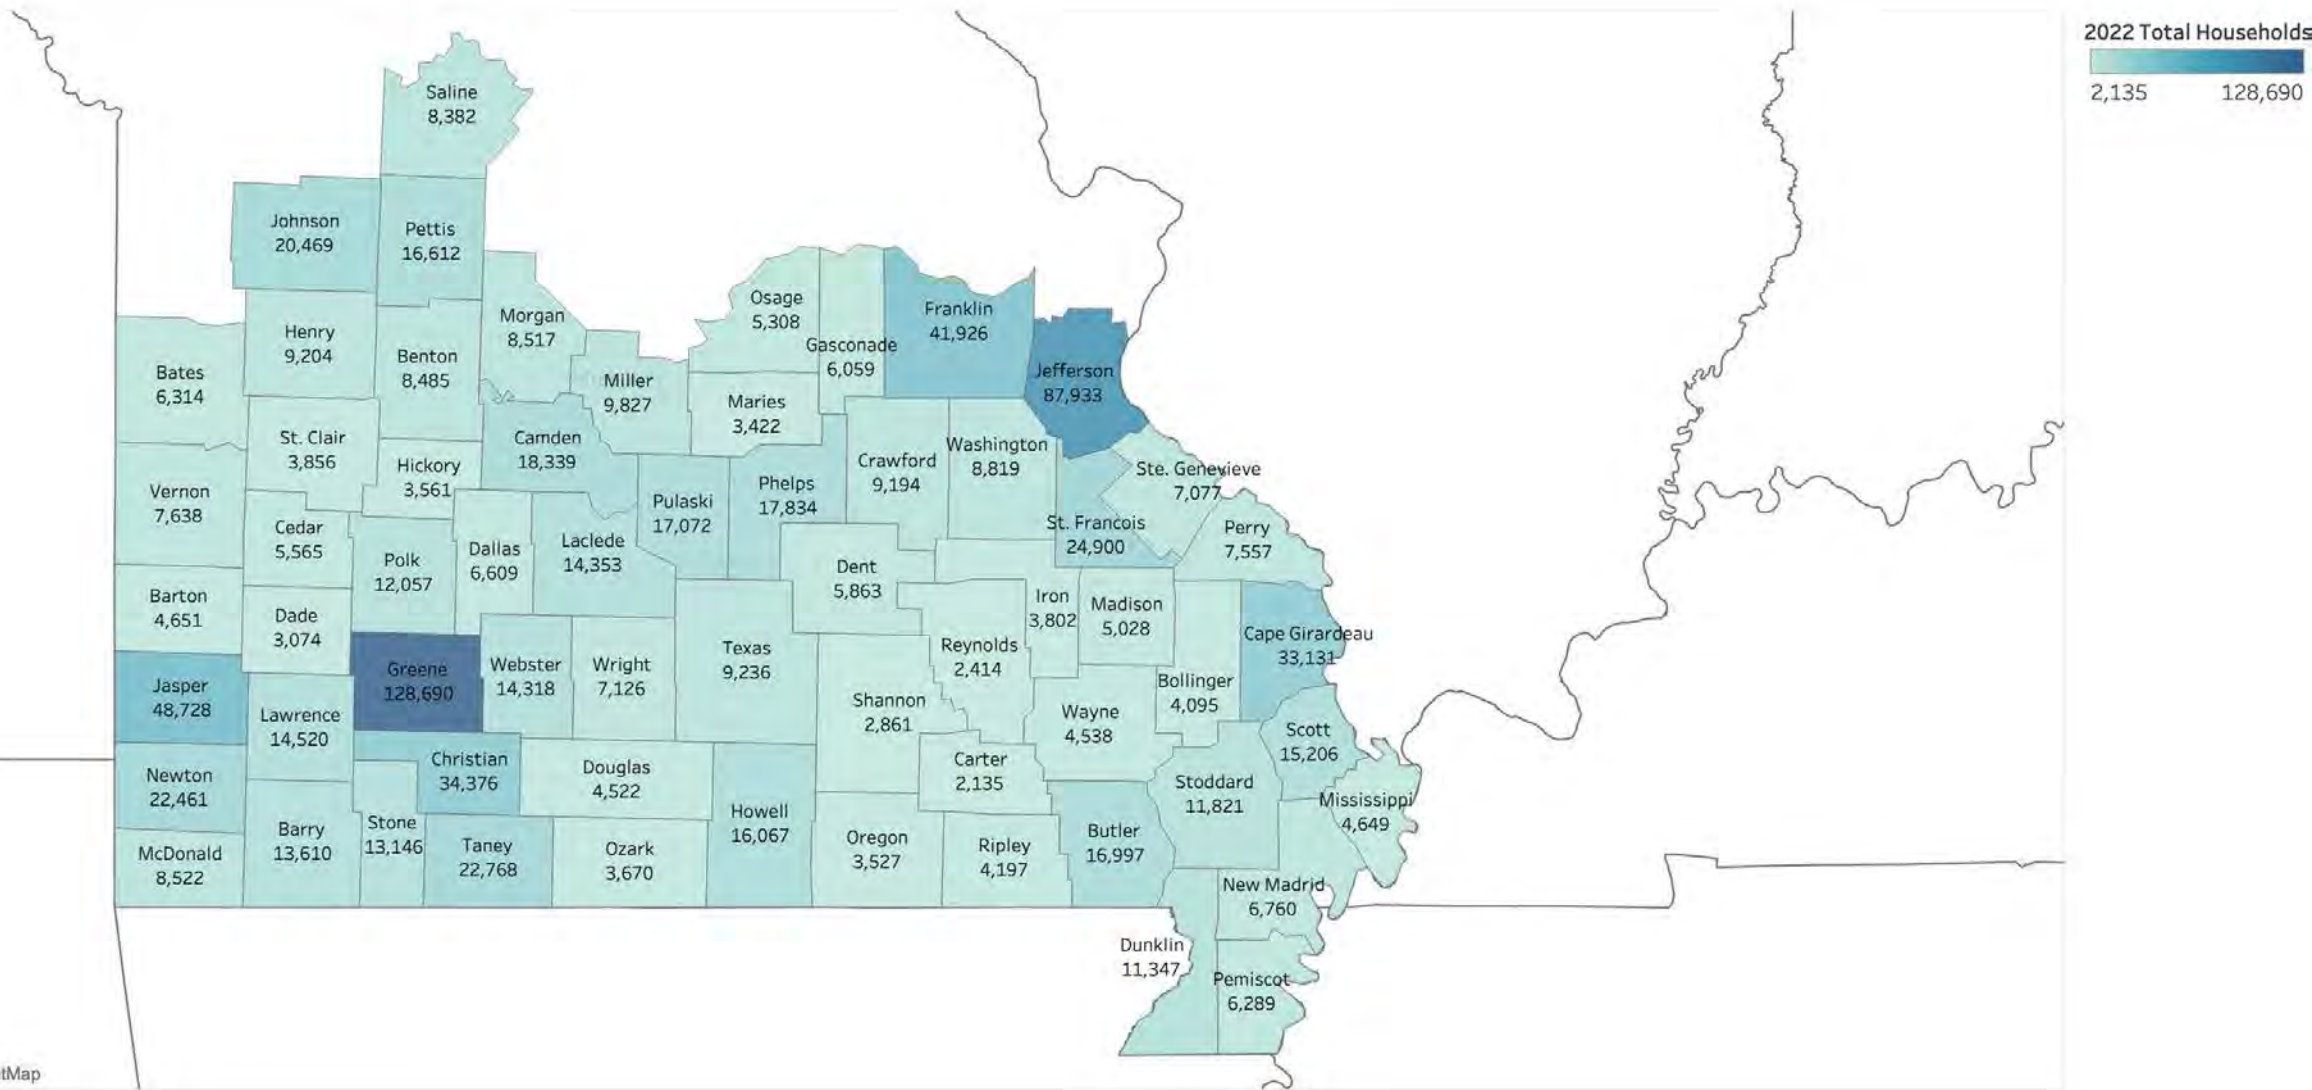 2022 Total Households
2,135 128,690
Saline
8,382
Johnson
20,469
Pettis
16,612
Osage
5,308
Franklin
41,926
Morgan
8,517
Henry
9,204
Gasconade
6,059
Benton
8,485
Bates
6,314
Miller
9,827
Jefferson
87,933
Maries
3,422
St. Clair
3,856
Camden
18,339
Washington
8,819
Hickory
3,561
Crawford
9,194
Ste. Genevieve
7,077
Vernon
7,638
Pulaski
17,072
Phelps
17,834
Cedar
5,565
St. Francois
24,900
Perry
7,557
Polk
12,057
Dallas
6,609
Laclede
14,353
Dent
5,863
Barton
4,651
Dade
3,074
Iron
3,802
Madison
5,028
Cape Girardeau
33,131
Greene
128,690
Webster
14,318
Wright
7,126
Texas
9,236
Reynolds
2,414
Jasper
48,728
Bollinger
4,095
Lawrence
14,520
Shannon
2,861
Wayne
4,538
Scott
15,206
Christian
34,376
Newton
22,461
Douglas
4,522
Carter
2,135
Stoddard
11,821
Mississippi
4,649
Howell
16,067
Stone
13,146
Barry
13,610
Oregon
3,527
Butler
16,997
McDonald
8,522
Taney
22,768
Ozark
3,670
Ripley
4,197
New Madrid
6,760
Dunklin
11,347
Pemiscot
6,289
tMap